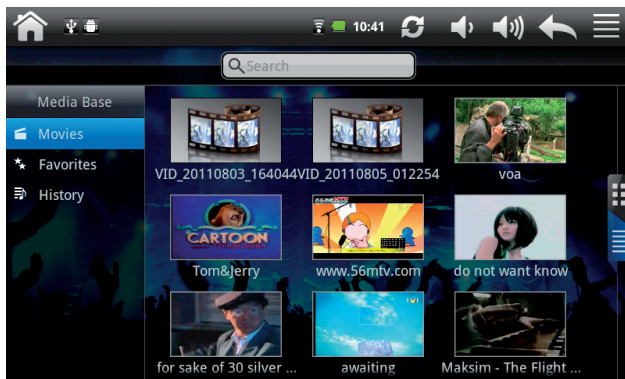 10:41
Search
Media Base
Movies
Favorites
History
VID_20110803_164044
VID_20110805_012254
voa
CARTOON
Tom&Jerry
www.56mtv.com
do not want know
for sake of 30 silver ...
awaiting
Maksim - The Flight ...